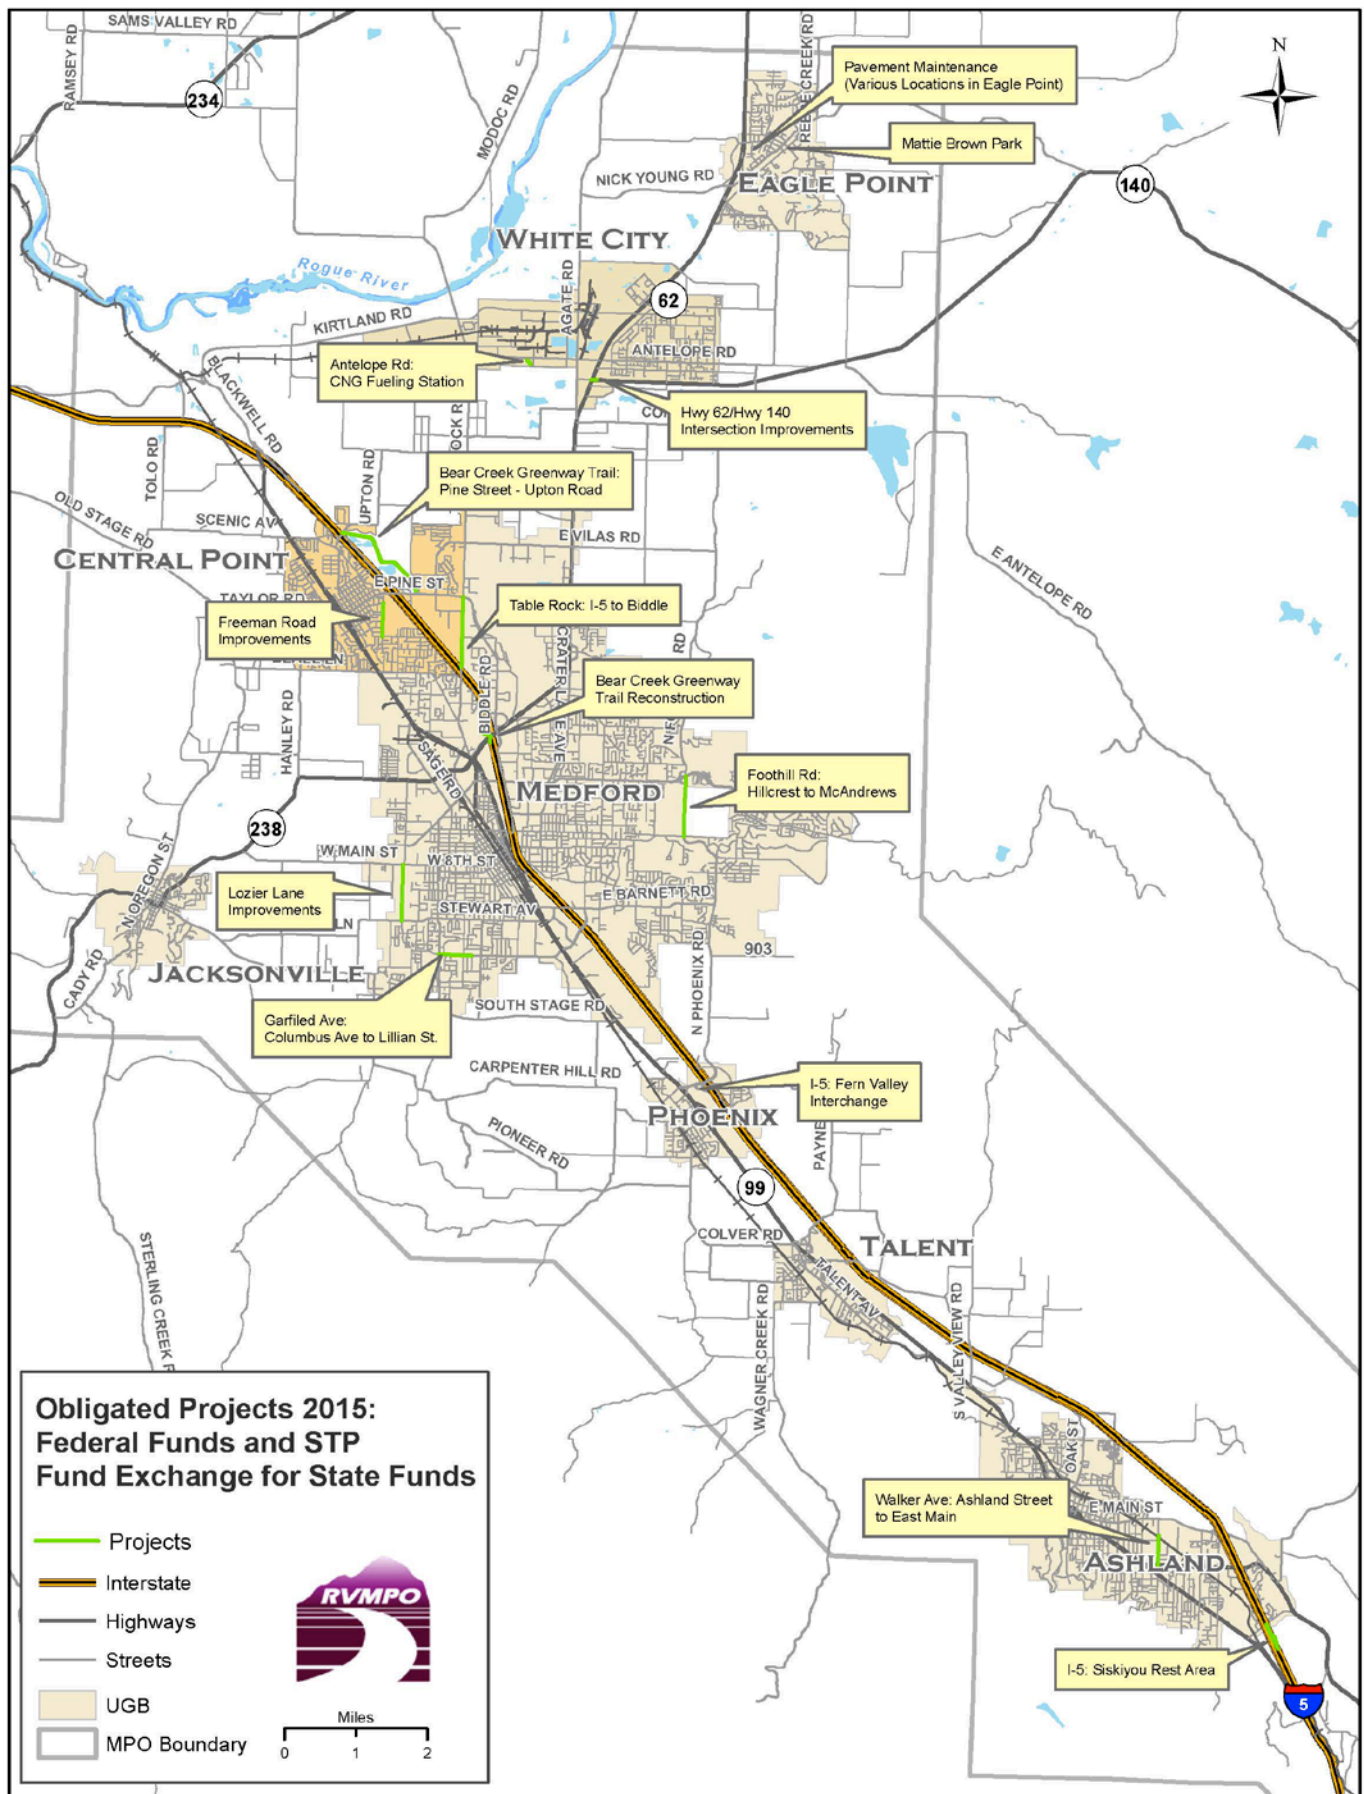 SAMS VALLEY RD
RAMSEY RD
234
MODOC RD
REESE CREEK RD
N
Pavement Maintenance
(Various Locations in Eagle Point)
Mattie Brown Park
NICK YOUNG RD
EAGLE POINT
140
WHITE CITY
Rogue River
AGATE RD
62
KIRTLAND RD
ANTELOPE RD
Antelope Rd:
CNG Fueling Station
BLACKWELL RD
Hwy 62/Hwy 140
Intersection Improvements
CO
OCK R
TOLO RD
UPTON RD
Bear Creek Greenway Trail:
Pine Street - Upton Road
OLD STAGE RD
SCENIC AV
E VILAS RD
CENTRAL POINT
E ANTELOPE RD
E PINE ST
TAYLOR RD
Freeman Road
Improvements
Table Rock: I-5 to Biddle
RD
CRATER LAKE AVE
HANLEY RD
BIDDLE RD
Bear Creek Greenway
Trail Reconstruction
SAGE RD
MEDFORD
Foothill Rd:
Hillcrest to McAndrews
238
N OREGON ST
W MAIN ST
W 8TH ST
E BARNETT RD
Lozier Lane
Improvements
STEWART AV
LN
903
N PHOENIX RD
CADY RD
JACKSONVILLE
SOUTH STAGE RD
Garfiled Ave:
Columbus Ave to Lillian St.
CARPENTER HILL RD
I-5: Fern Valley
Interchange
PHOENIX
PIONEER RD
PAYNE
99
COLVER RD
TALENT
STERLING CREEK R
TALENT AV
WAGNER CREEK RD
S VALLEY VIEW RD
OAK ST
Walker Ave: Ashland Street
to East Main
E MAIN ST
ASHLAND
I-5: Siskiyou Rest Area
5
Obligated Projects 2015:
Federal Funds and STP
Fund Exchange for State Funds
Projects
Interstate
Highways
Streets
UGB
MPO Boundary
RVMPO
Miles
0 1 2